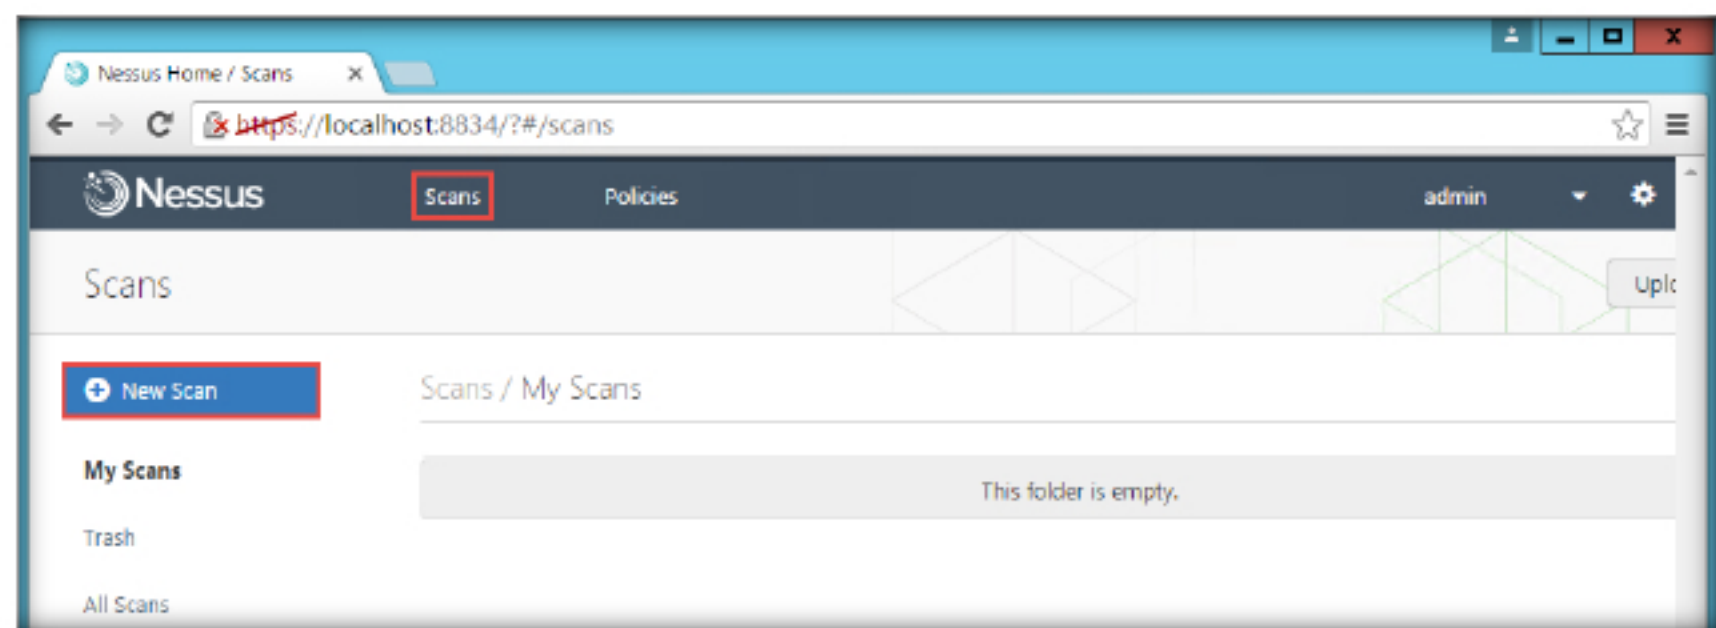 Nessus Home / Scans
https://localhost:8834/?#/scans
Nessus Scans Policies admin
Scans
Uplo
New Scan
Scans / My Scans
My Scans
This folder is empty.
Trash
All Scans